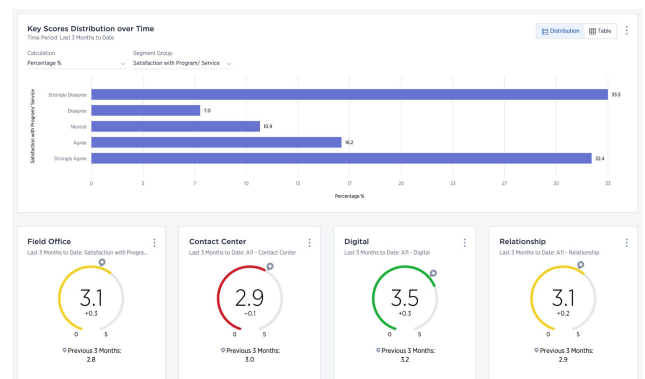 Key Scores Distribution over Time
Time Period: Last 3 Months to Date
Distribution
Table
Calculation
Segment Group
Percentage %
Satisfaction with Program/ Service
Satisfaction with Program/ Service
Strongly Disagree
33.5
Disagree
7.0
Neutral
10.9
Agree
16.2
Strongly Agree
32.4
0 3 7 10 13 17 20 23 27 30 33
Percentage %
Field Office
Last 3 Months to Date: Satisfaction with Progra...
3.1
+0.3
0 5
Previous 3 Months:
2.8
Contact Center
Last 3 Months to Date: A11 - Contact Center
2.9
-0.1
0 5
Previous 3 Months:
3.0
Digital
Last 3 Months to Date: A11 - Digital
3.5
+0.3
0 5
Previous 3 Months:
3.2
Relationship
Last 3 Months to Date: A11 - Relationship
3.1
+0.2
0 5
Previous 3 Months:
2.9